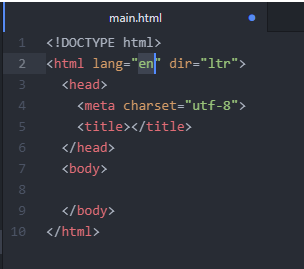 main.html
1 <!DOCTYPE html>
2 <html lang="en" dir="ltr">
3 <head>
4 <meta charset="utf-8">
5 <title></title>
6 </head>
7 <body>
8
9 </body>
10 </html>